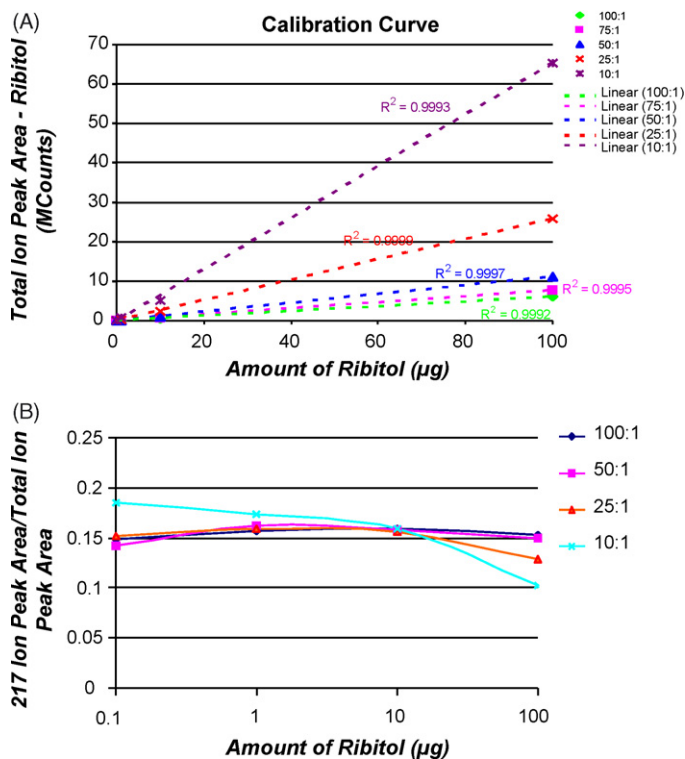 (A)
Calibration Curve
Total Ion Peak Area - Ribitol
(MCounts)
70
60
50
40
30
20
10
0
R² = 0.9993
R² = 0.9999
R² = 0.9997
R² = 0.9995
R² = 0.9992
0
20
40
60
80
100
Amount of Ribitol (µg)
100:1
75:1
50:1
25:1
10:1
Linear (100:1)
Linear (75:1)
Linear (50:1)
Linear (25:1)
Linear (10:1)
(B)
217 Ion Peak Area/Total Ion
Peak Area
0.25
0.2
0.15
0.1
0.05
0
0.1
1
10
100
Amount of Ribitol (µg)
100:1
50:1
25:1
10:1